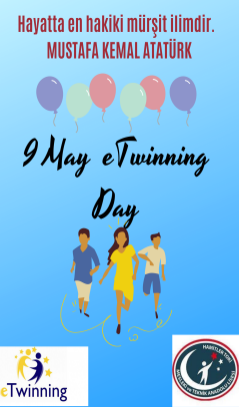 Hayatta en hakiki mürşit ilimdir.
MUSTAFA KEMAL ATATÜRK
9 May eTwinning
Day
eTwinning